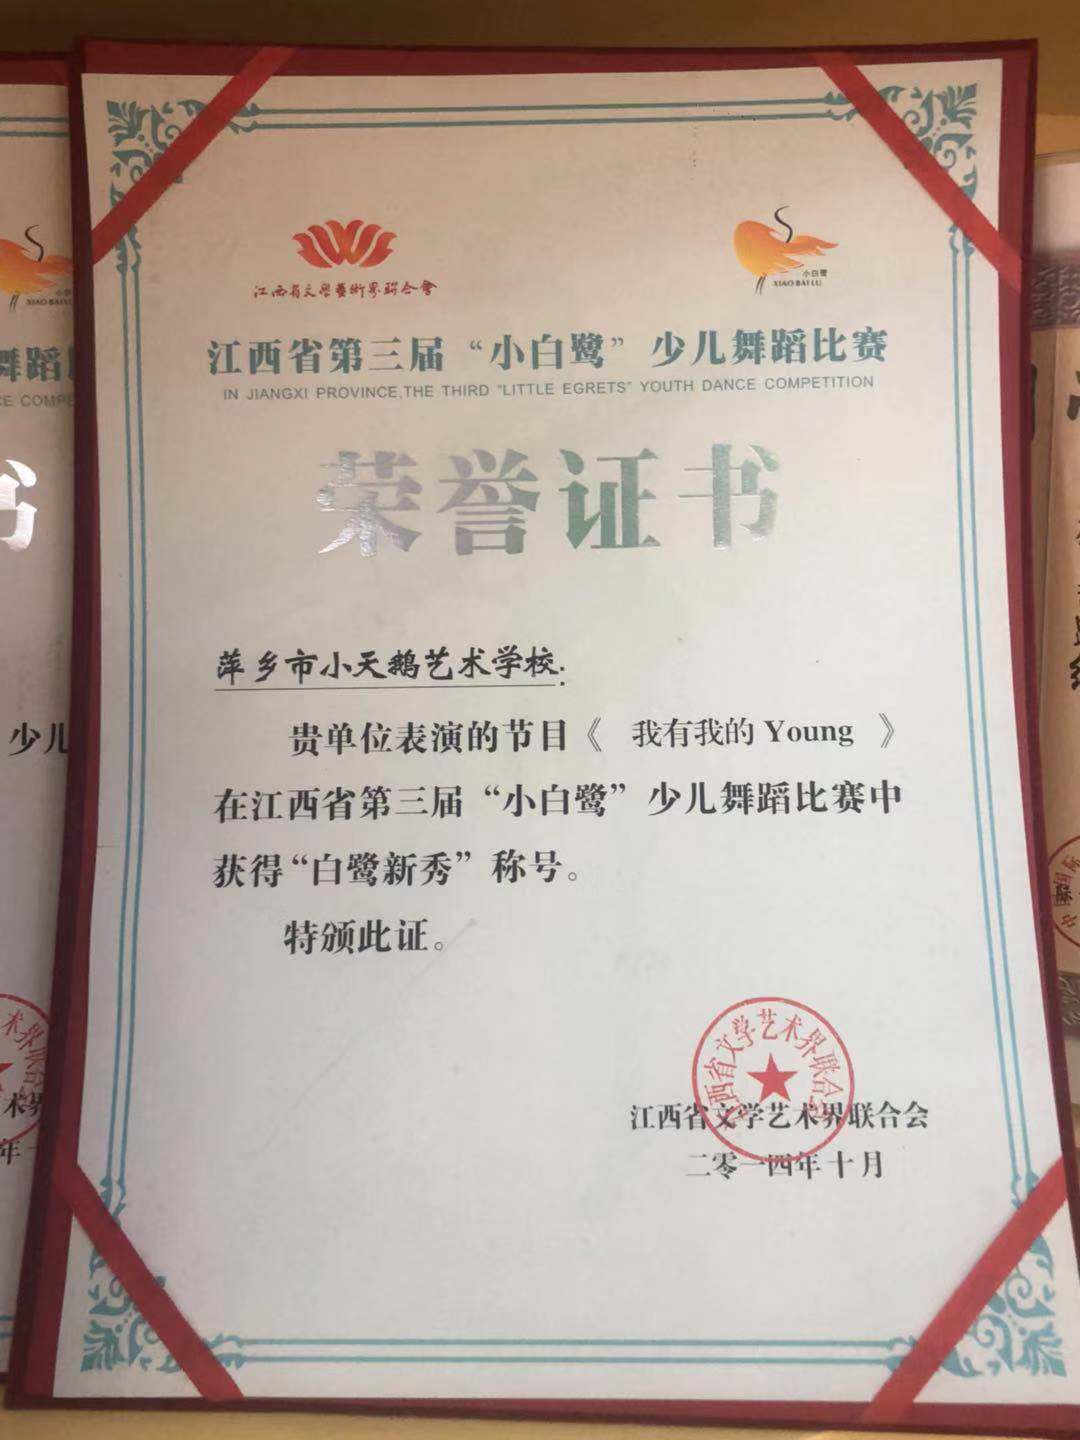 江西省文學藝術界聯合會
小白鹭
XIAO BAI LU
江西省第三届“小白鹭”少儿舞蹈比赛
IN JIANGXI PROVINCE,THE THIRD "LITTLE EGRETS" YOUTH DANCE COMPETITION
荣誉证书
萍乡市小天鹅艺术学校:
贵单位表演的节目《 我有我的 Young 》
在江西省第三届“小白鹭”少儿舞蹈比赛中
获得“白鹭新秀”称号。
特颁此证。
江西省文学艺术界联合会
江西省文学艺术界联合会
二零一四年十月